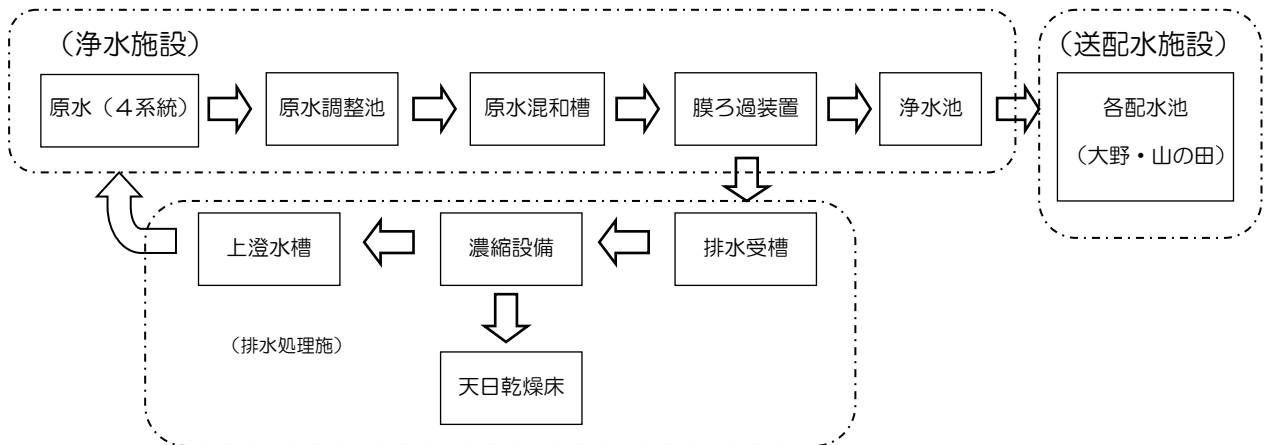 （浄水施設）
（送配水施設）
原水（４系統）
原水調整池
原水混和槽
膜ろ過装置
浄水池
各配水池
（大野・山の田）
上澄水槽
濃縮設備
排水受槽
（排水処理施）
天日乾燥床